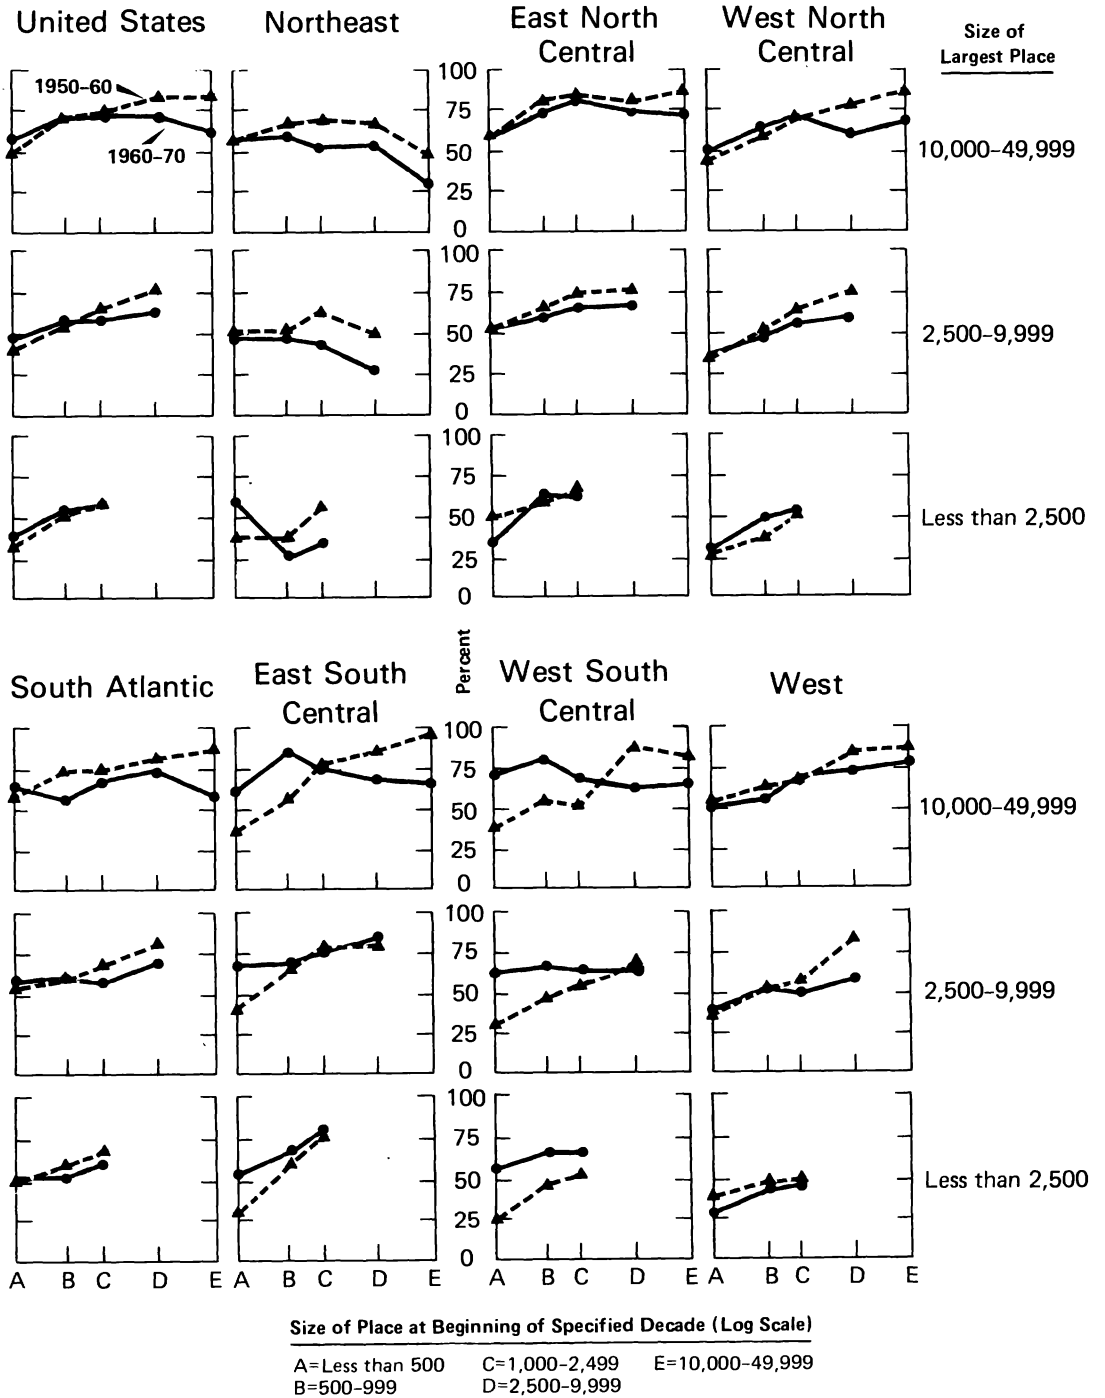 United States
Northeast
East North
Central
West North
Central
Size of
Largest Place
1950-60
1960-70
100
75
50
25
0
10,000-49,999
100
75
50
25
0
2,500-9,999
100
75
50
25
0
Less than 2,500
Percent
South Atlantic
East South
Central
West South
Central
West
100
75
50
25
0
10,000-49,999
100
75
50
25
0
2,500-9,999
100
75
50
25
0
Less than 2,500
A B C D E A B C D E A B C D E A B C D E
Size of Place at Beginning of Specified Decade (Log Scale)
A=Less than 500 C=1,000-2,499 E=10,000-49,999
B=500-999 D=2,500-9,999